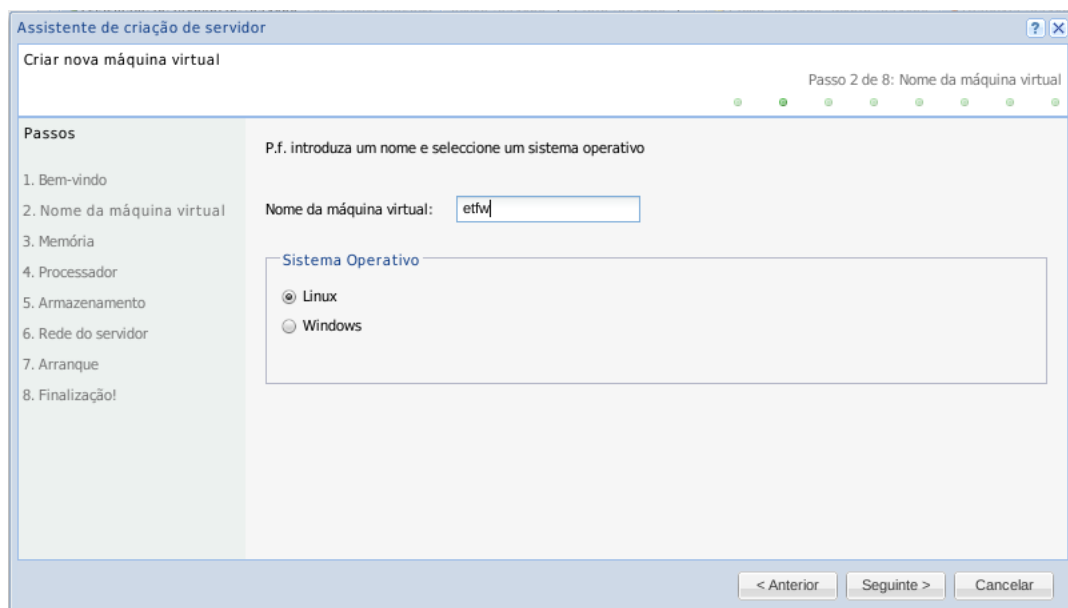 Assistente de criação de servidor
Criar nova máquina virtual
Passo 2 de 8: Nome da máquina virtual
Passos
1. Bem-vindo
2. Nome da máquina virtual
3. Memória
4. Processador
5. Armazenamento
6. Rede do servidor
7. Arranque
8. Finalização!
P.f. introduza um nome e seleccione um sistema operativo
Nome da máquina virtual: etfw
Sistema Operativo
Linux
Windows
< Anterior Seguinte > Cancelar